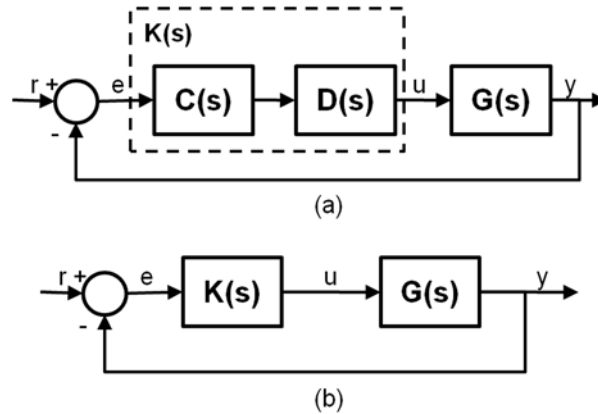 K(s)
r + e C(s) D(s) u G(s) y
-
(a)
r + e K(s) u G(s) y
-
(b)